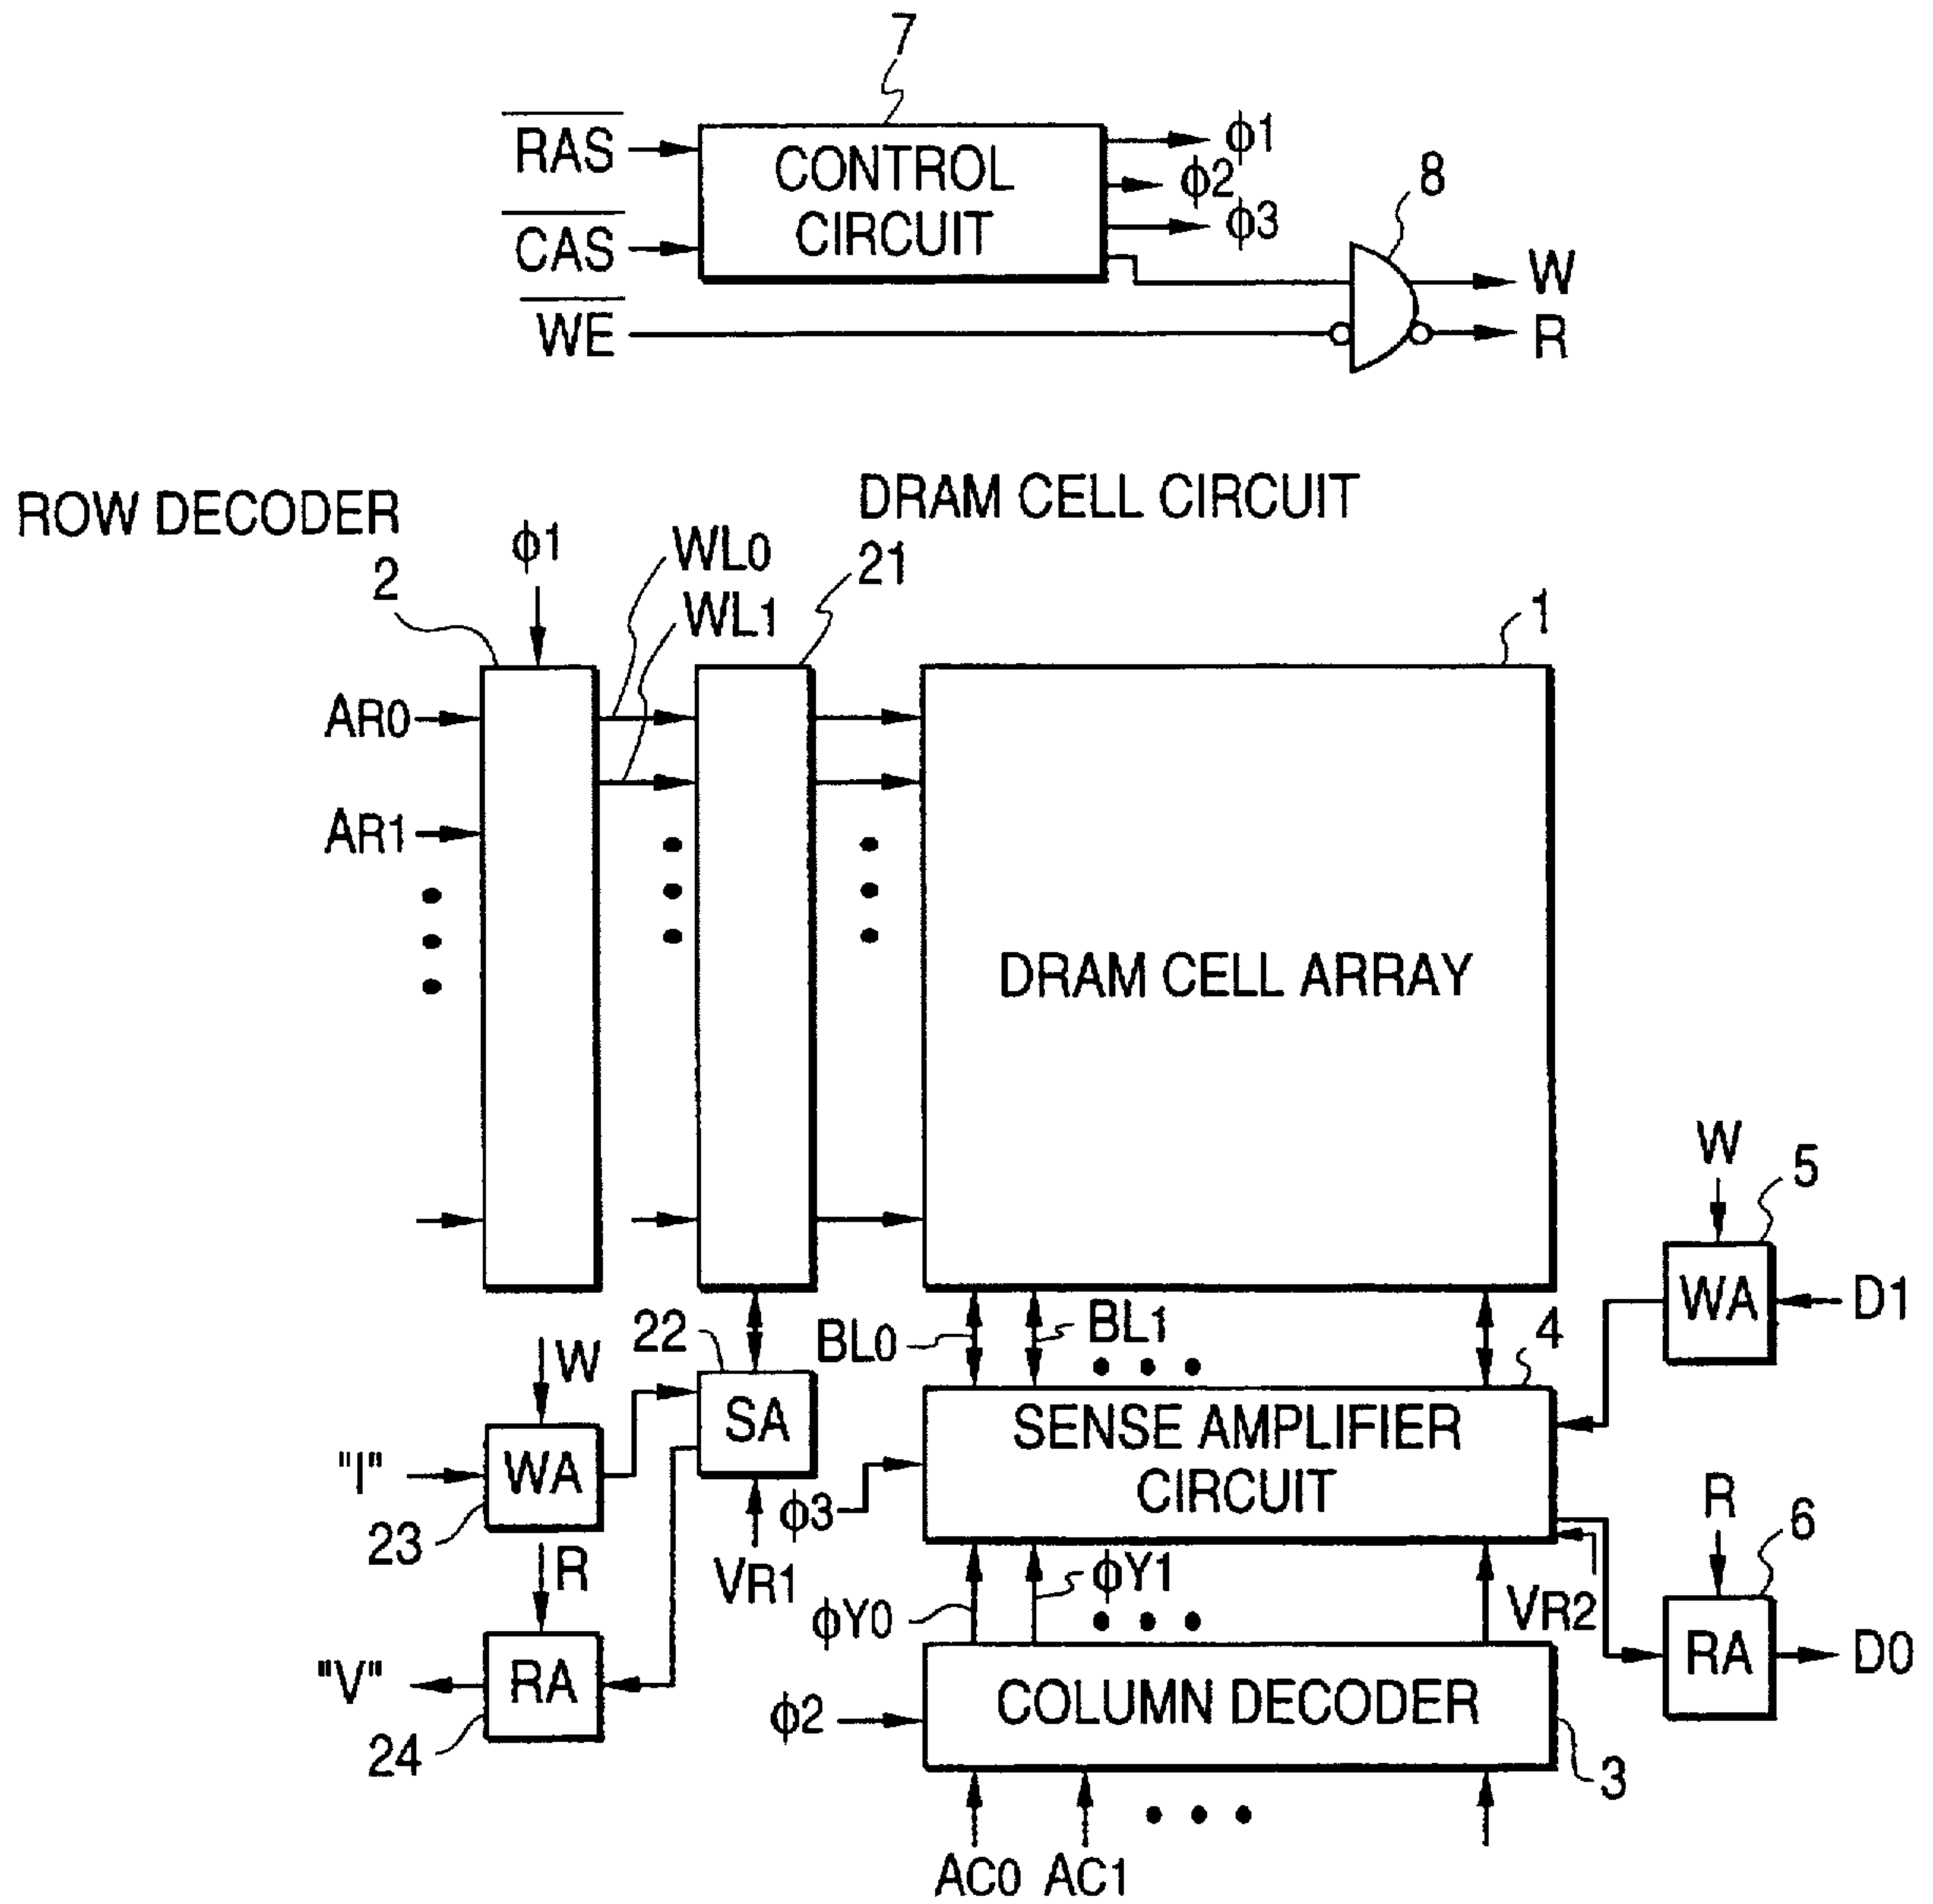 7
RAS
CONTROL
CIRCUIT
ϕ1
ϕ2
ϕ3
CAS
8
W
WE
R
ROW DECODER
2
ϕ1
WL0
WL1
DRAM CELL CIRCUIT
21
1
AR0
AR1
DRAM CELL ARRAY
W
5
WA
D1
22
BL0
BL1
4
W
SA
SENSE AMPLIFIER
CIRCUIT
"I"
WA
23
ϕ3
R
6
R
VR1
ϕY0
ϕY1
VR2
"V"
RA
24
RA
D0
ϕ2
COLUMN DECODER
3
AC0
AC1